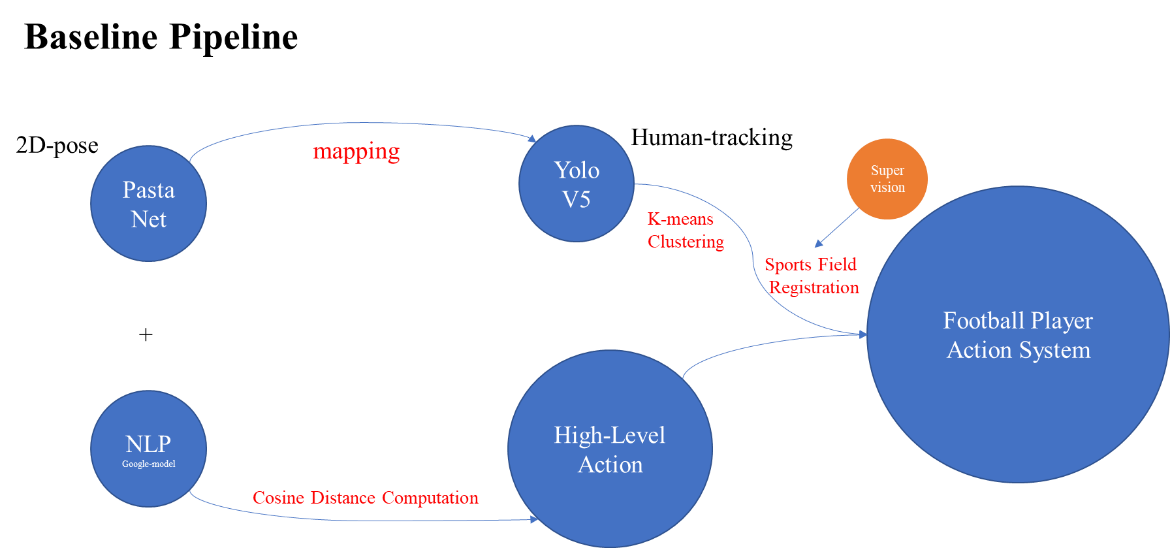 Baseline Pipeline
2D-pose
Pasta
Net
mapping
Yolo
V5
Human-tracking
K-means
Clustering
Super
vision
Sports Field
Registration
Football Player
Action System
+
NLP
Google-model
Cosine Distance Computation
High-Level
Action